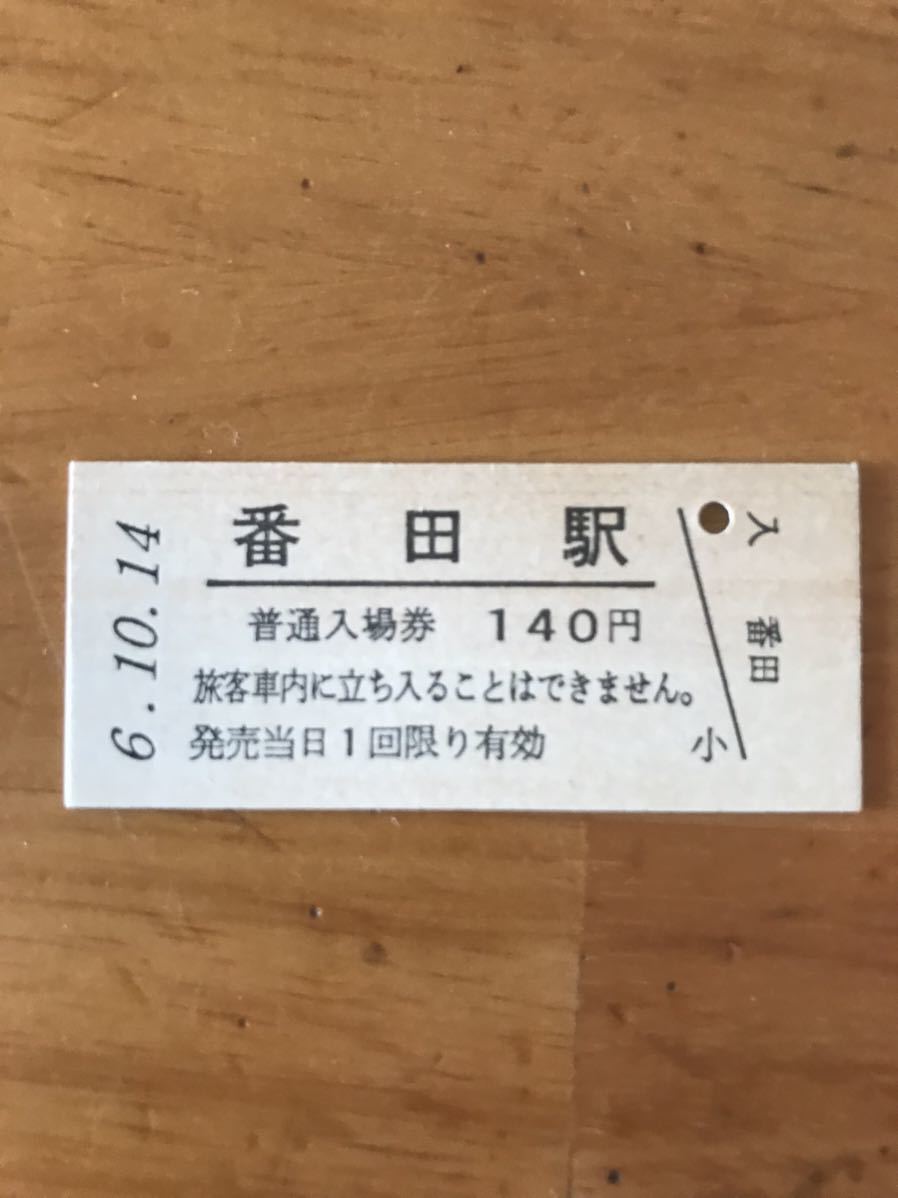 番田駅
普通入場券 140円
旅客車内に立ち入ることはできません。
発売当日1回限り有効
小
6.10.14
入 番田